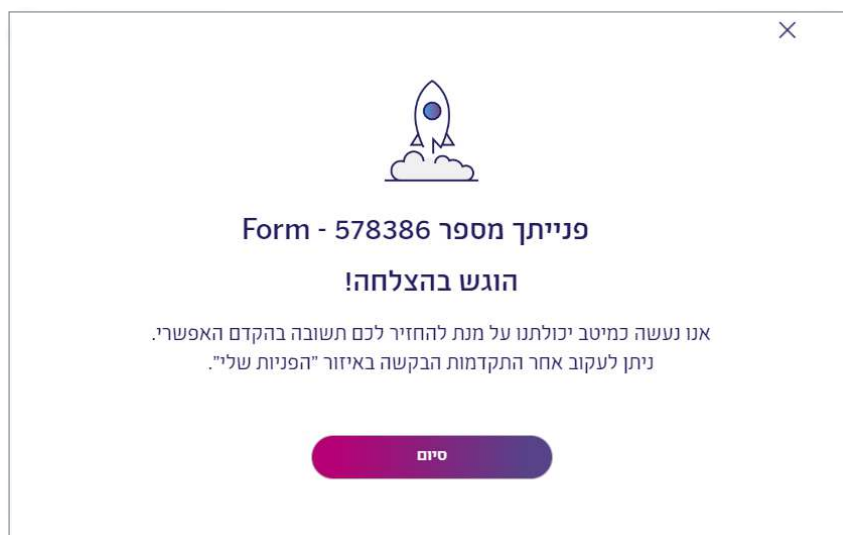 פנייתך מספר Form - 578386
הוגש בהצלחה!
אנו נעשה כמיטב יכולתנו על מנת להחזיר לכם תשובה בהקדם האפשרי.
ניתן לעקוב אחר התקדמות הבקשה באיזור "הפניות שלי".
סיום